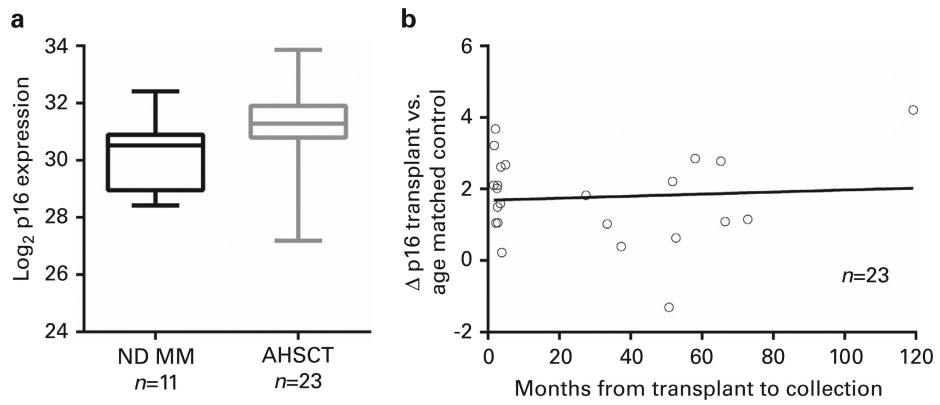 a
Log₂ p16 expression
34
32
30
28
26
24
ND MM
n=11
AHSCT
n=23
b
Δ p16 transplant vs.
age matched control
6
4
2
0
-2
n=23
0 20 40 60 80 100 120
Months from transplant to collection